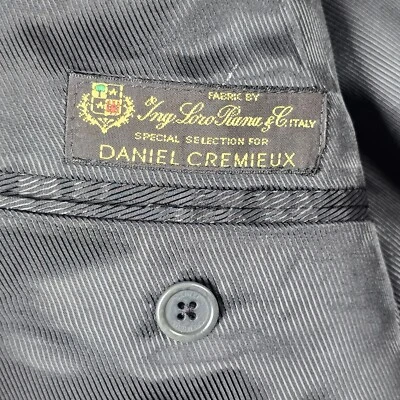 FABRIC BY
Ing Loro Piana & C. ITALY
SPECIAL SELECTION FOR
DANIEL CREMIEUX